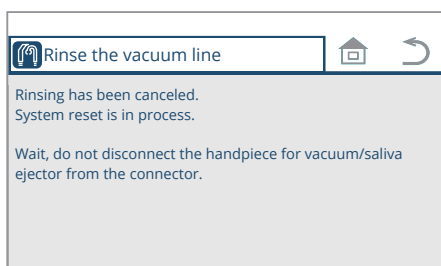 Rinse the vacuum line
Rinsing has been canceled.
System reset is in process.
Wait, do not disconnect the handpiece for vacuum/saliva
ejector from the connector.